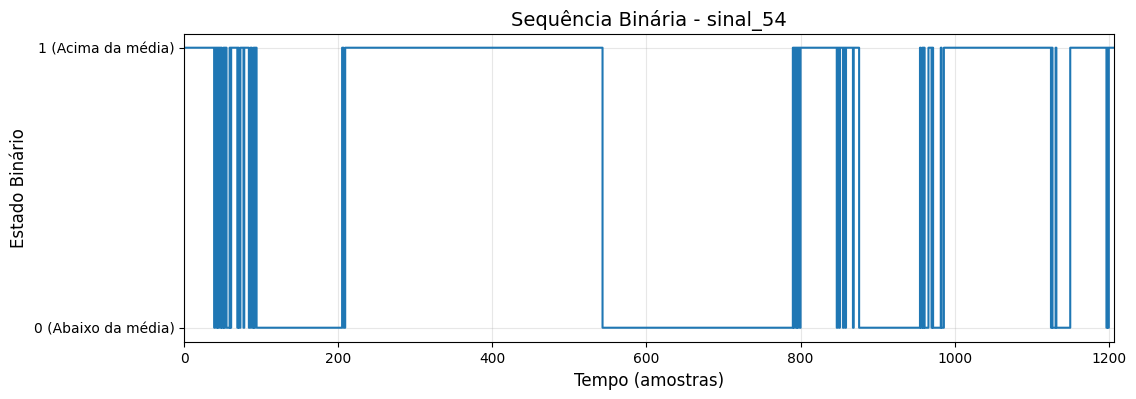 Sequência Binária - sinal_54
Estado Binário
1 (Acima da média)
0 (Abaixo da média)
0
200
400
600
800
1000
1200
Tempo (amostras)